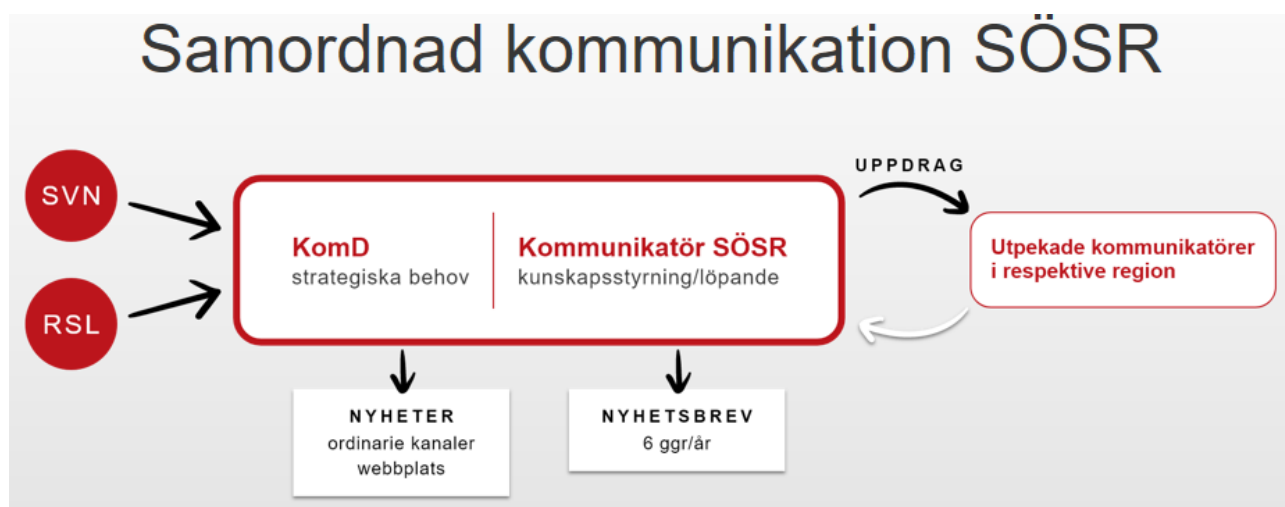 Samordnad kommunikation SÖSR
SVN
RSL
KomD
strategiska behov
Kommunikatör SÖSR
kunskapsstyrning/löpande
UPPDRAG
Utpekade kommunikatörer
i respektive region
NYHETER
ordinarie kanaler
webbplats
NYHETSBREV
6 ggr/år